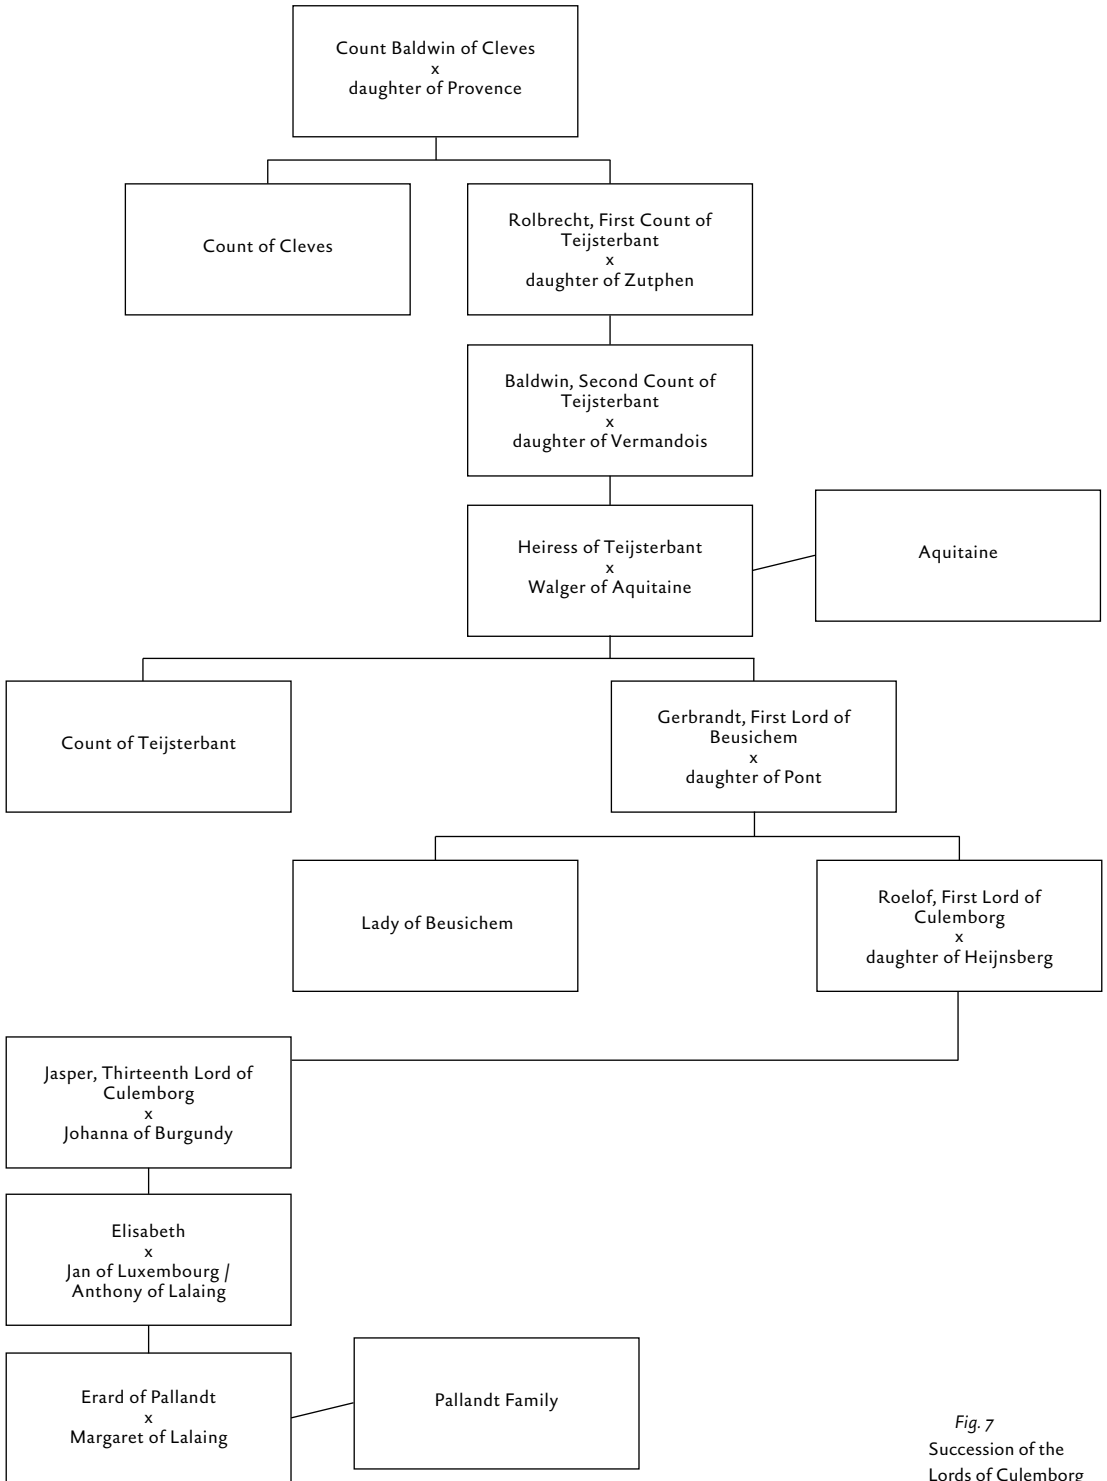 Count Baldwin of Cleves
x
daughter of Provence
Count of Cleves
Rolbrecht, First Count of
Teijsterbant
x
daughter of Zutphen
Baldwin, Second Count of
Teijsterbant
x
daughter of Vermandois
Heiress of Teijsterbant
x
Walger of Aquitaine
Aquitaine
Count of Teijsterbant
Gerbrandt, First Lord of
Beusichem
x
daughter of Pont
Lady of Beusichem
Roelof, First Lord of
Culemborg
x
daughter of Heijnsberg
Jasper, Thirteenth Lord of
Culemborg
x
Johanna of Burgundy
Elisabeth
x
Jan of Luxembourg /
Anthony of Lalaing
Erard of Pallandt
x
Margaret of Lalaing
Pallandt Family
Fig. 7
Succession of the
Lords of Culemborg